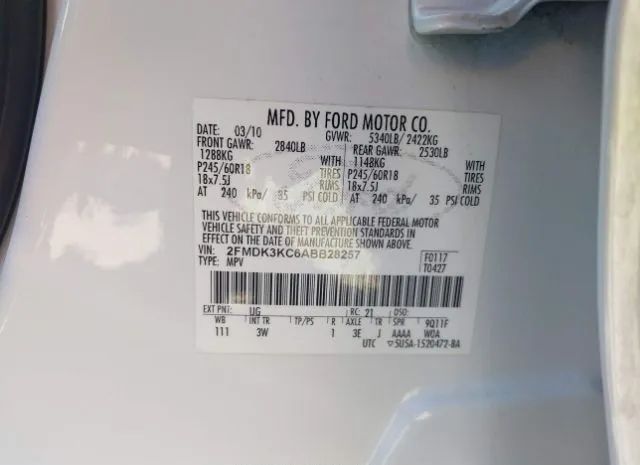 MFD. BY FORD MOTOR CO.
DATE: 03/10 GVWR: 5340LB/ 2422KG
FRONT GAWR: 2840LB REAR GAWR: 2530LB
1288KG WITH 1148KG WITH
P245/60R18 TIRES P245/60R18 TIRES
18x7.5J RIMS 18x7.5J RIMS
AT 240 kPa/ 35 PSI COLD AT 240 kPa/ 35 PSI COLD
THIS VEHICLE CONFORMS TO ALL APPLICABLE FEDERAL MOTOR
VEHICLE SAFETY AND THEFT PREVENTION STANDARDS IN
EFFECT ON THE DATE OF MANUFACTURE SHOWN ABOVE.
VIN: 2FMDK3KC6ABB28257 F0117
TYPE: MPV T0427
EXT PNT: UG RC: 21 DSO:
WB INT TR TP/PS R AXLE TR SPR 9Q11F
111 3W 1 3E J AAAA WOA
UTC ▽5USA-1520472-BA